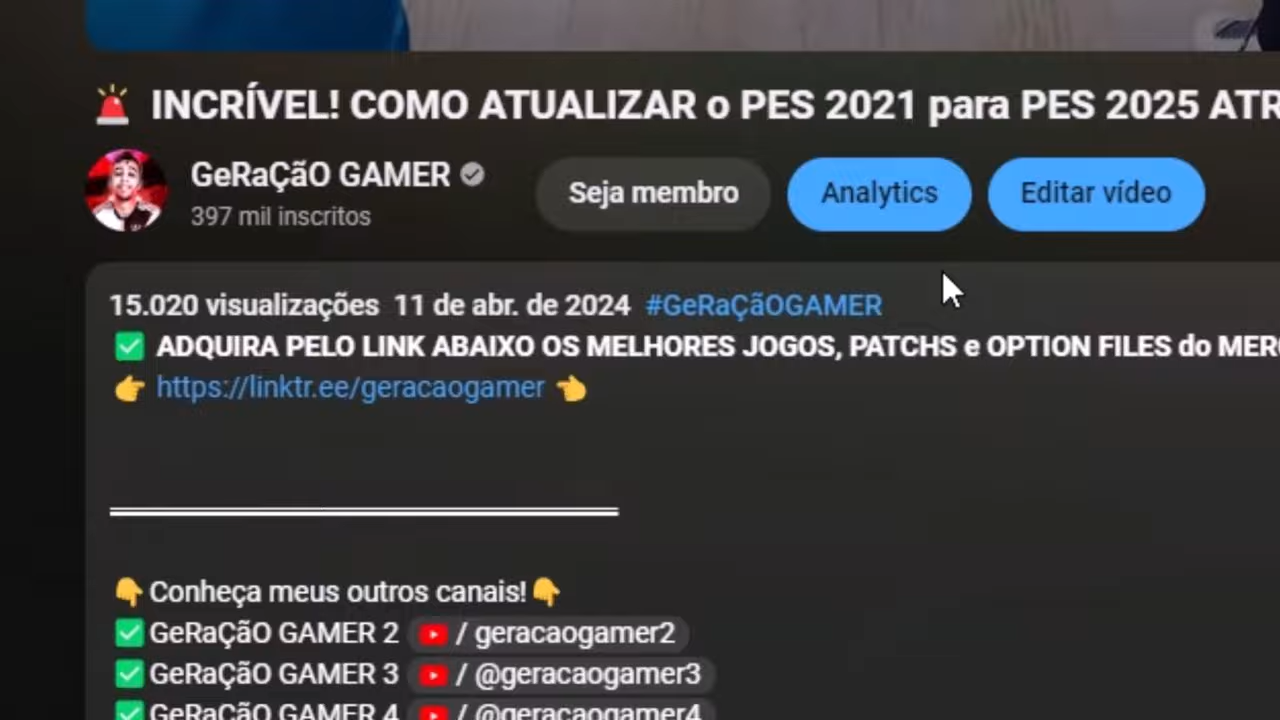 🚨 INCRÍVEL! COMO ATUALIZAR o PES 2021 para PES 2025 ATR
GeRaÇãO GAMER
397 mil inscritos
Seja membro
Analytics
Editar vídeo
15.020 visualizações 11 de abr. de 2024 #GeRaÇãOGAMER
✅ ADQUIRA PELO LINK ABAIXO OS MELHORES JOGOS, PATCHS e OPTION FILES do MERC
👉 https://linktr.ee/geracaogamer 👈
👇Conheça meus outros canais!👇
✅GeRaÇãO GAMER 2 / geracaogamer2
✅GeRaÇãO GAMER 3 / @geracaogamer3
✅GeRaÇãO GAMER 4 / @geracaogamer4